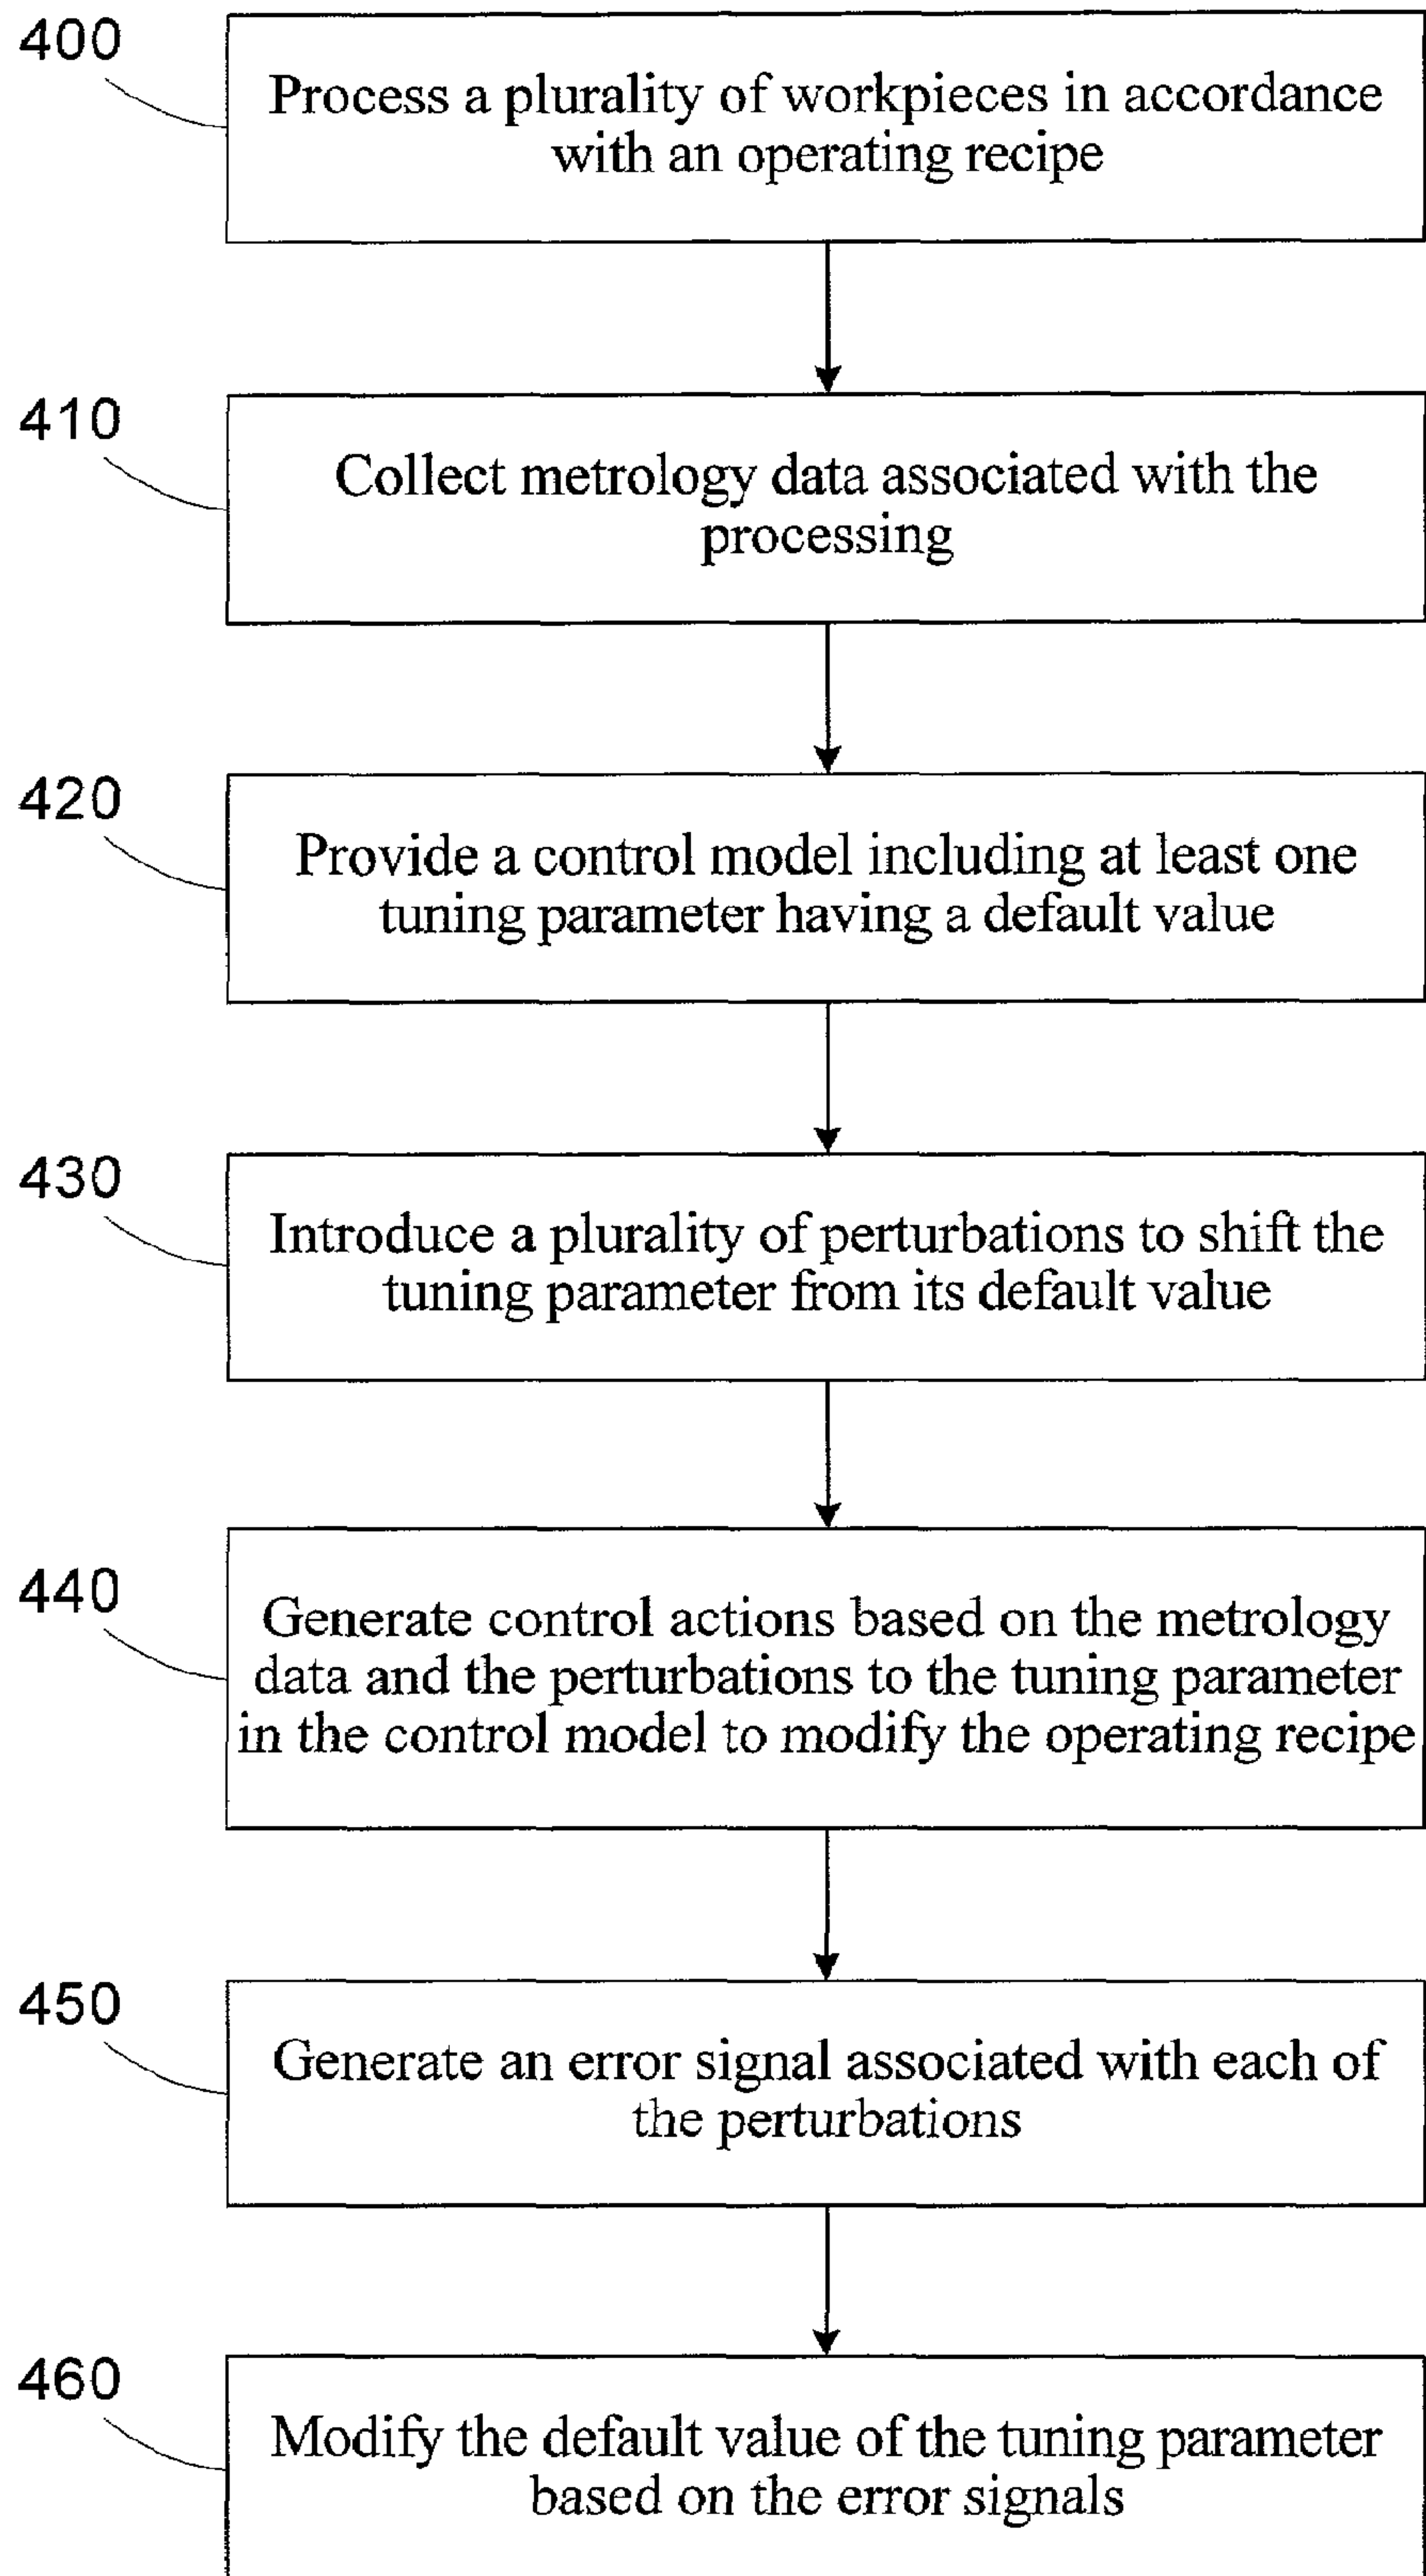 400
Process a plurality of workpieces in accordance
with an operating recipe
410
Collect metrology data associated with the
processing
420
Provide a control model including at least one
tuning parameter having a default value
430
Introduce a plurality of perturbations to shift the
tuning parameter from its default value
440
Generate control actions based on the metrology
data and the perturbations to the tuning parameter
in the control model to modify the operating recipe
450
Generate an error signal associated with each of
the perturbations
460
Modify the default value of the tuning parameter
based on the error signals